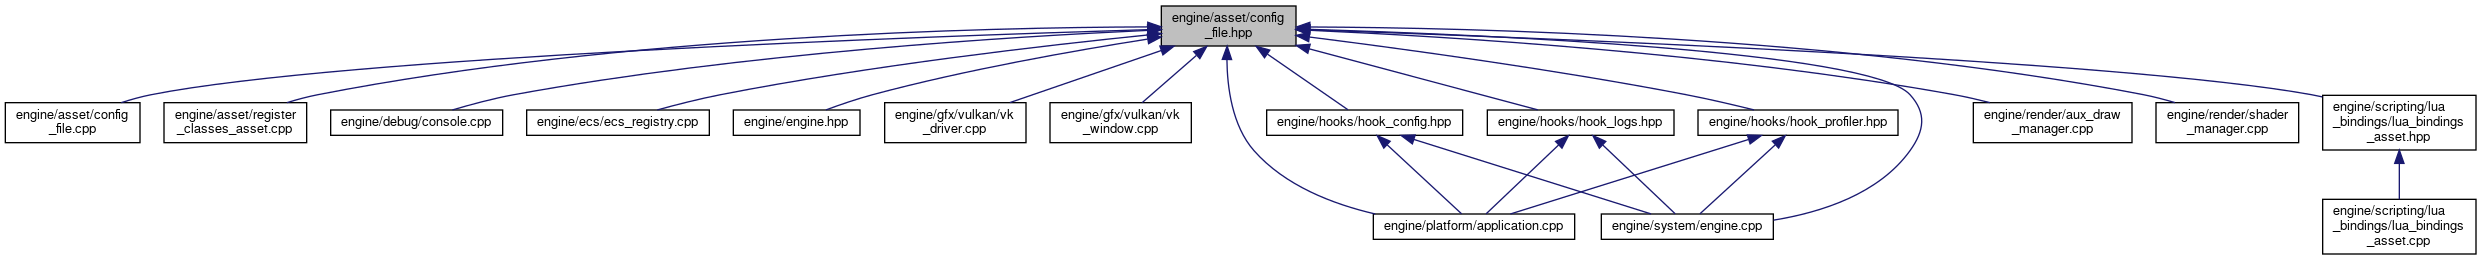 engine/asset/config
_file.hpp
engine/asset/config
_file.cpp
engine/asset/register
_classes_asset.cpp
engine/debug/console.cpp
engine/ecs/ecs_registry.cpp
engine/engine.hpp
engine/gfx/vulkan/vk
_driver.cpp
engine/gfx/vulkan/vk
_window.cpp
engine/hooks/hook_config.hpp
engine/hooks/hook_logs.hpp
engine/hooks/hook_profiler.hpp
engine/render/aux_draw
_manager.cpp
engine/render/shader
_manager.cpp
engine/scripting/lua
_bindings/lua_bindings
_asset.hpp
engine/platform/application.cpp
engine/system/engine.cpp
engine/scripting/lua
_bindings/lua_bindings
_asset.cpp